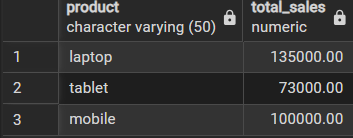 product total_sales
character varying (50) numeric
1 laptop 135000.00
2 tablet 73000.00
3 mobile 100000.00